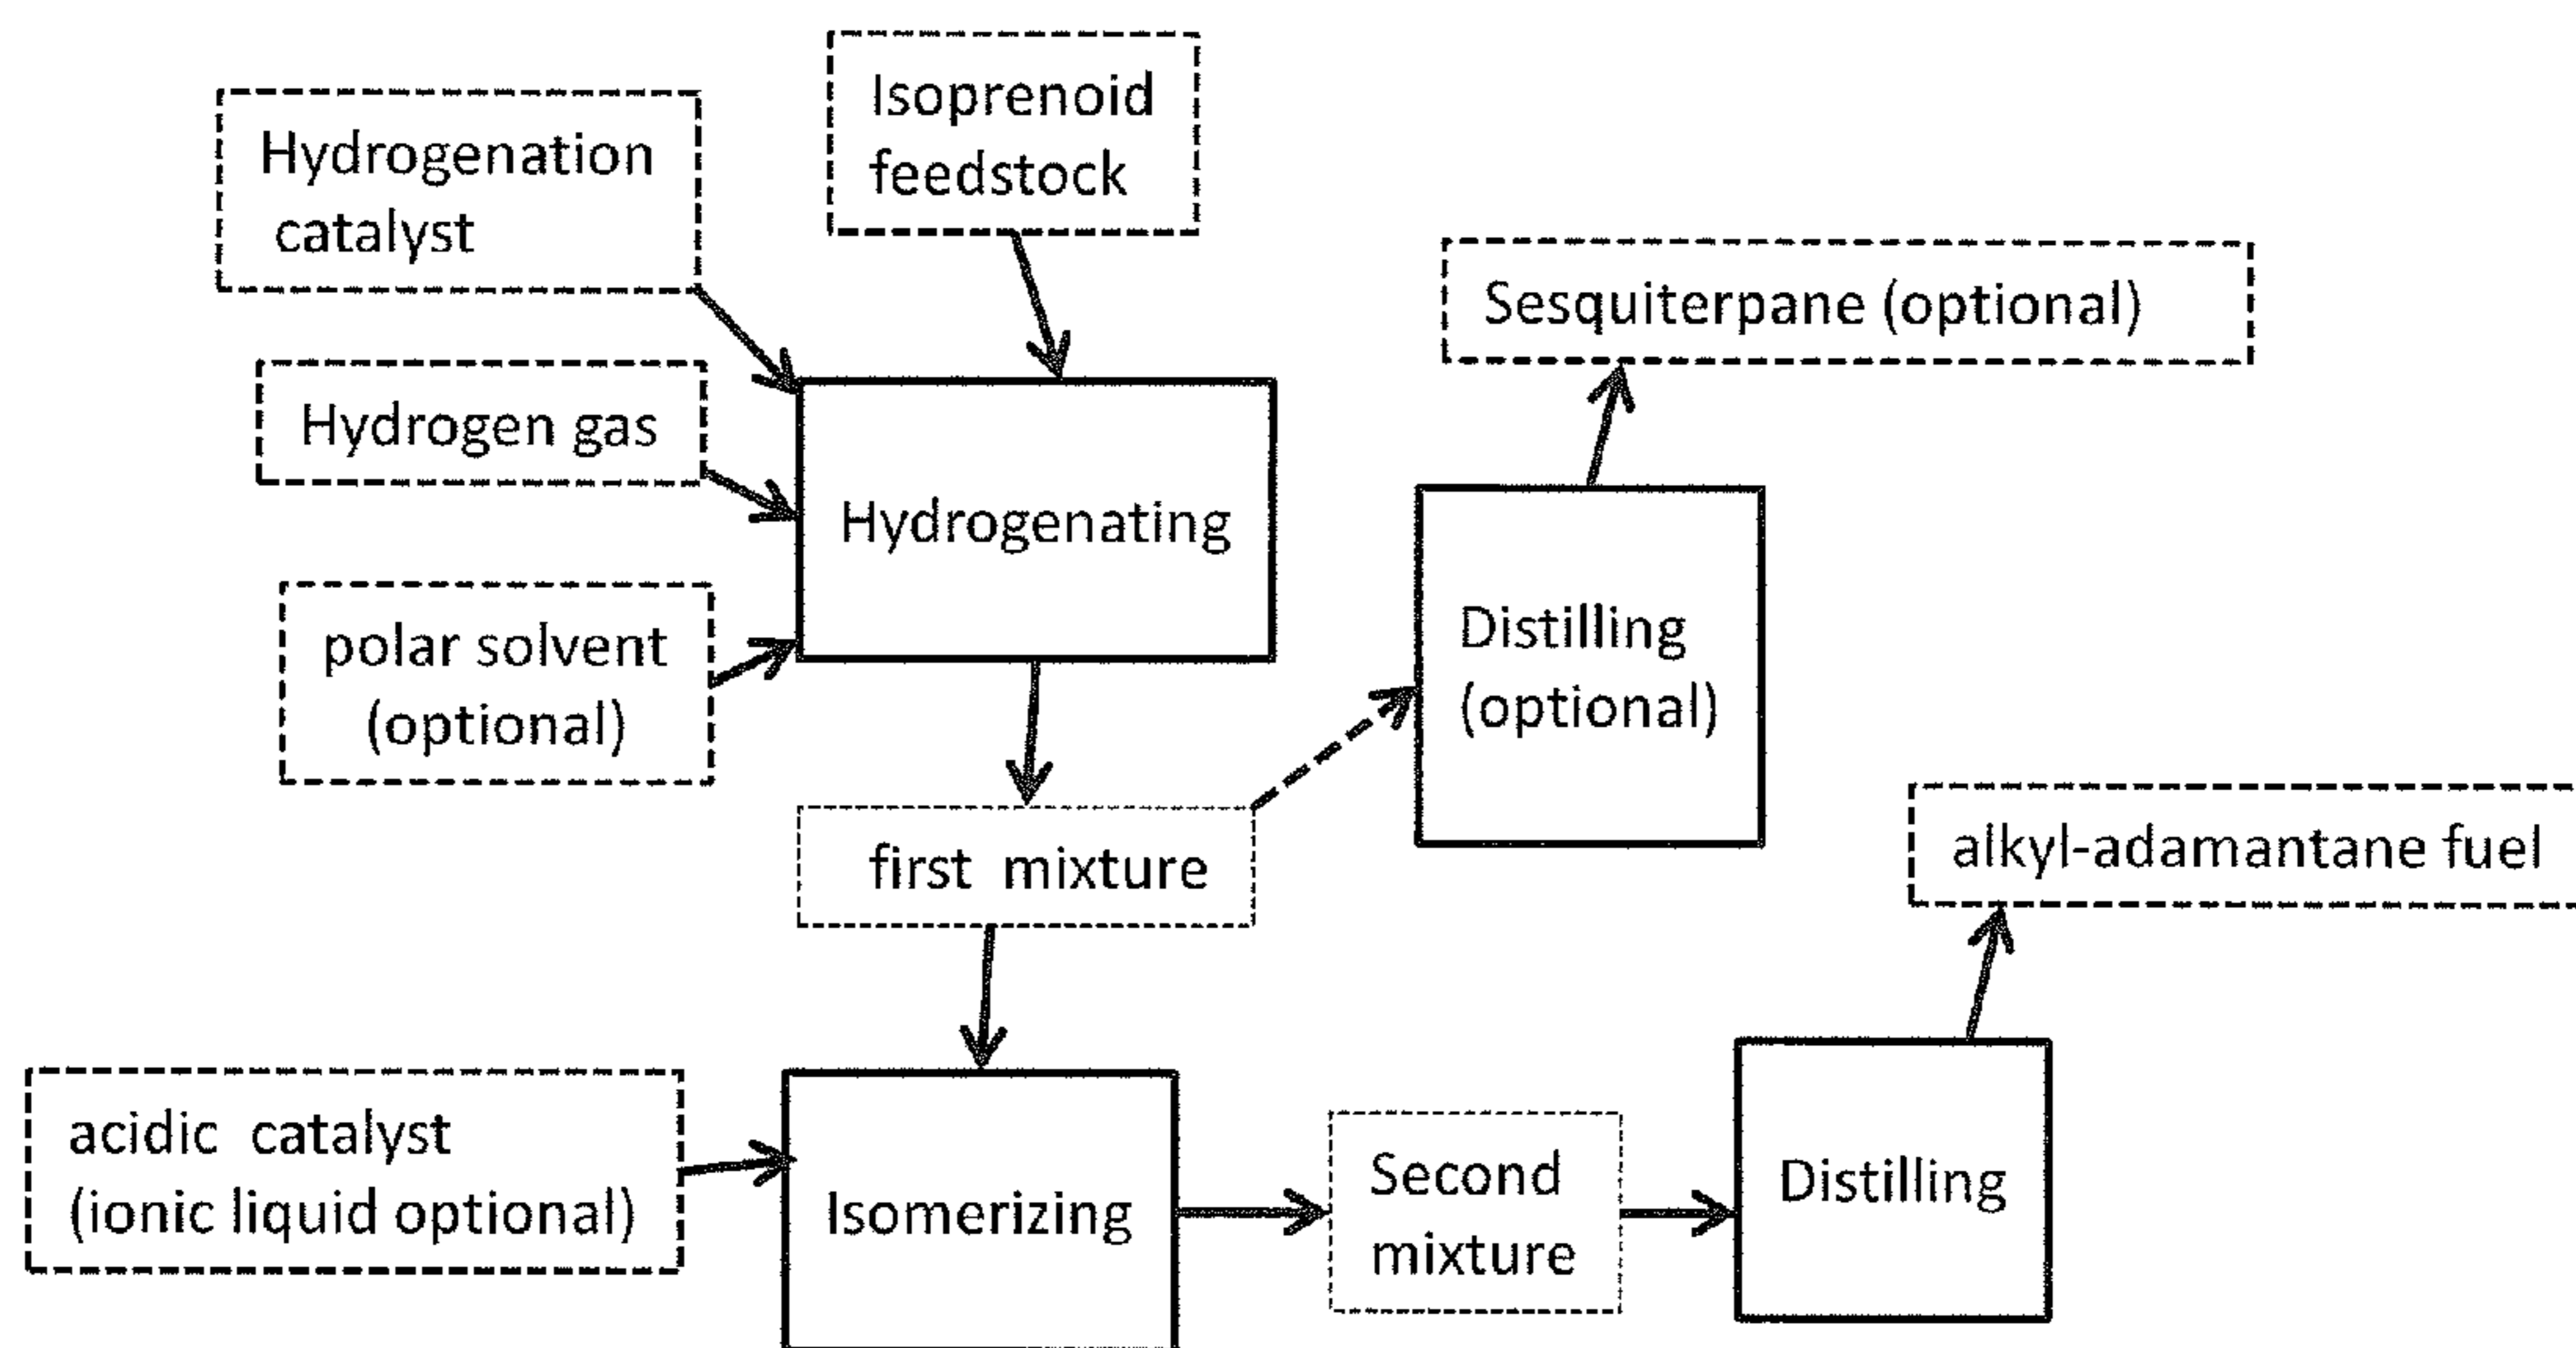 Isoprenoid
feedstock
Hydrogenation
catalyst
Hydrogen gas
polar solvent
(optional)
Hydrogenating
Sesquiterpane (optional)
Distilling
(optional)
first mixture
alkyl-adamantane fuel
acidic catalyst
(ionic liquid optional)
Isomerizing
Second
mixture
Distilling